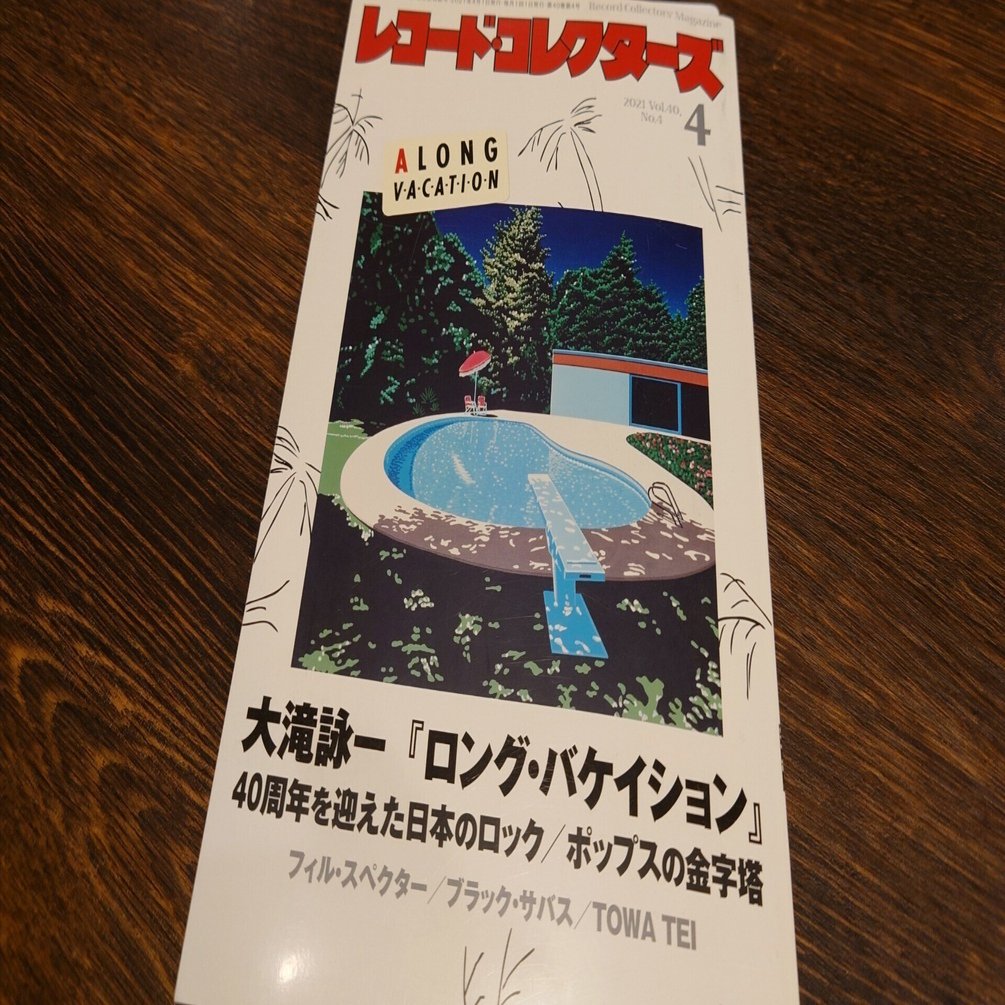 Record Collectors' Magazine
レコード・コレクターズ
2021 Vol.40,
No.4
4
A LONG
V·A·C·A·T·I·O·N
大滝詠一『ロング・バケイション』
40周年を迎えた日本のロック/ポップスの金字塔
フィル・スペクター/ブラック・サバス/TOWA TEI